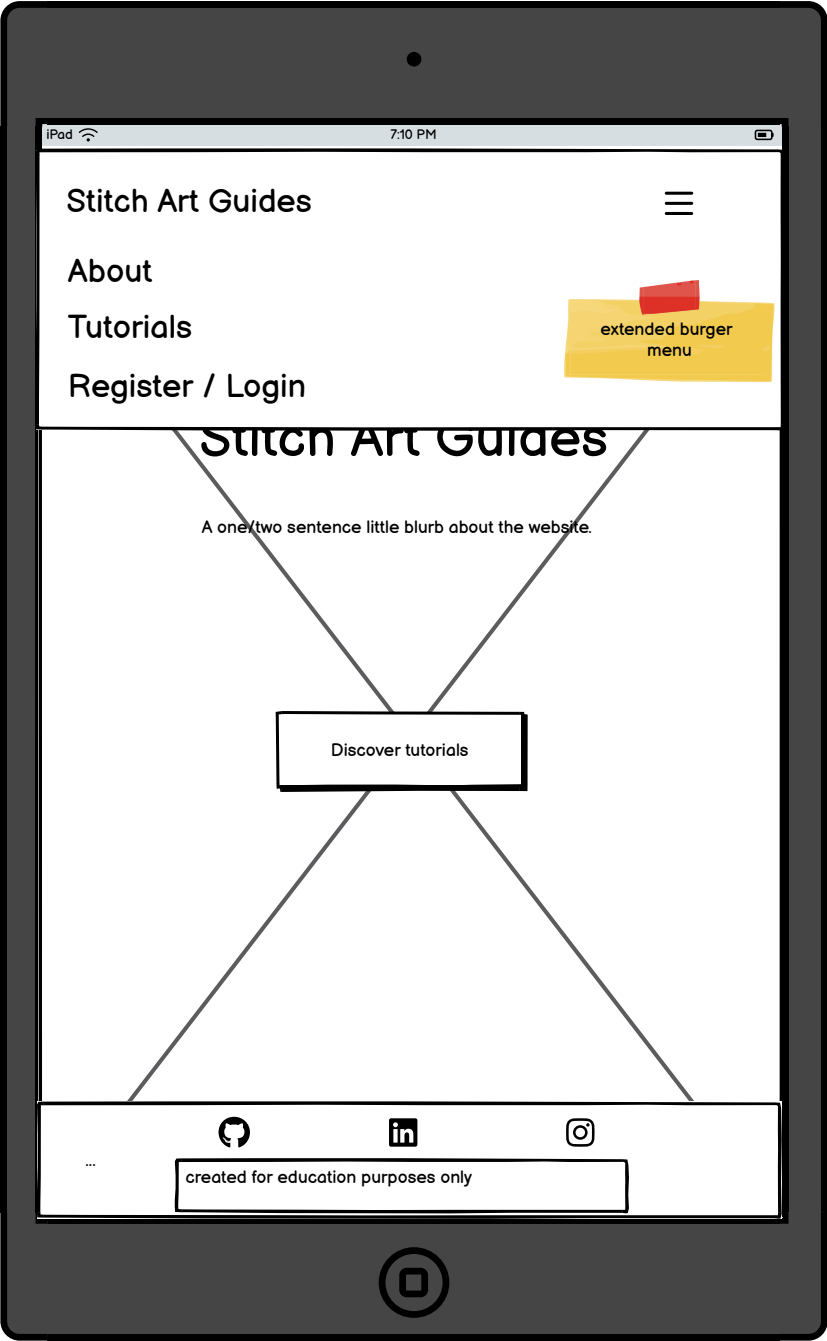 iPad
7:10 PM
Stitch Art Guides
About
Tutorials
Register / Login
extended burger
menu
Stitch Art Guides
A one/two sentence little blurb about the website.
Discover tutorials
in
...
created for education purposes only